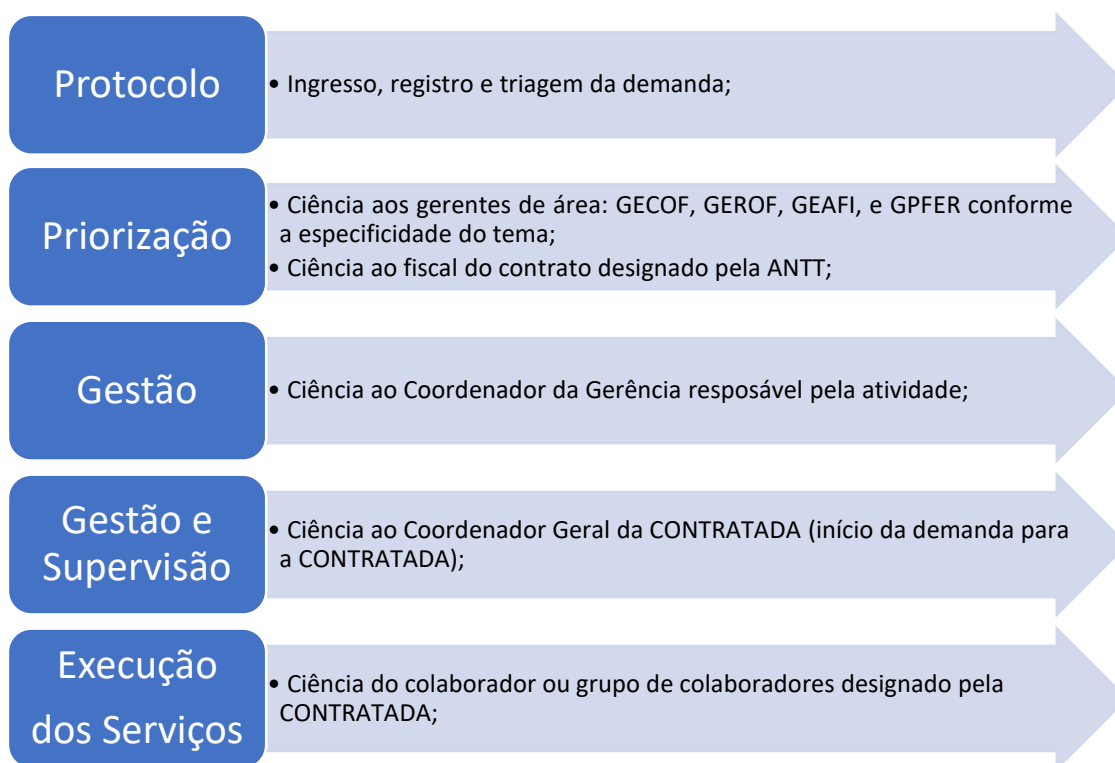 Protocolo
• Ingresso, registro e triagem da demanda;
Priorização
• Ciência aos gerentes de área: GECOF, GEROF, GEAFI, e GPFER conforme
a especificidade do tema;
• Ciência ao fiscal do contrato designado pela ANTT;
Gestão
• Ciência ao Coordenador da Gerência resposável pela atividade;
Gestão e
Supervisão
• Ciência ao Coordenador Geral da CONTRATADA (início da demanda para
a CONTRATADA);
Execução
dos Serviços
• Ciência do colaborador ou grupo de colaboradores designado pela
CONTRATADA;